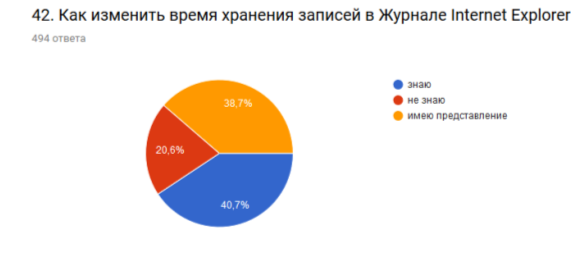 42. Как изменить время хранения записей в Журнале Internet Explorer
494 ответа
38,7%
20,6%
40,7%
знаю
не знаю
имею представление